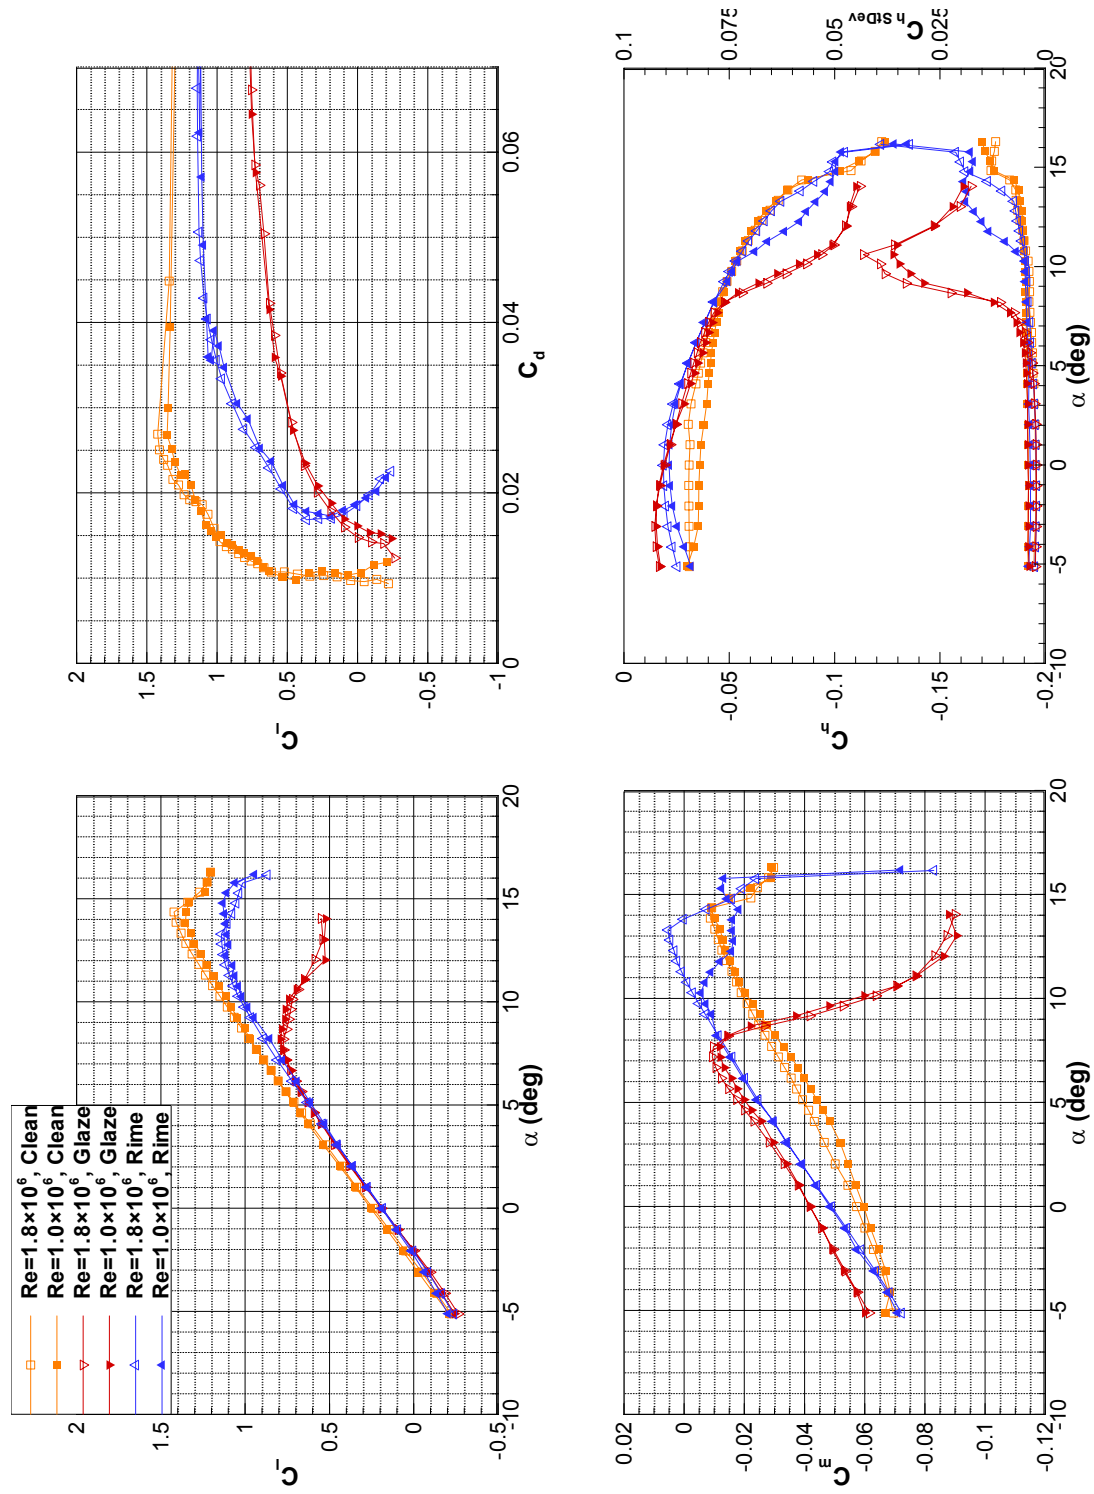 Re=1.8×10⁶, Clean
Re=1.0×10⁶, Clean
Re=1.8×10⁶, Glaze
Re=1.0×10⁶, Glaze
Re=1.8×10⁶, Rime
Re=1.0×10⁶, Rime
1.5
1
0.5
0
-0.5
C_l
-10 -5 0 5 10 15 20
α (deg)
2
1.5
1
0.5
0
-0.5
-1
C_l
0 0.02 0.04 0.06
C_d
0.02
0
-0.02
-0.04
-0.06
-0.08
-0.1
-0.12
C_m
-10 -5 0 5 10 15 20
α (deg)
0
-0.05
-0.15
-0.2
C_h
0.1
0.075
0.05
0.025
0
C_h StDev
-10 -5 0 5 10 15 20
α (deg)